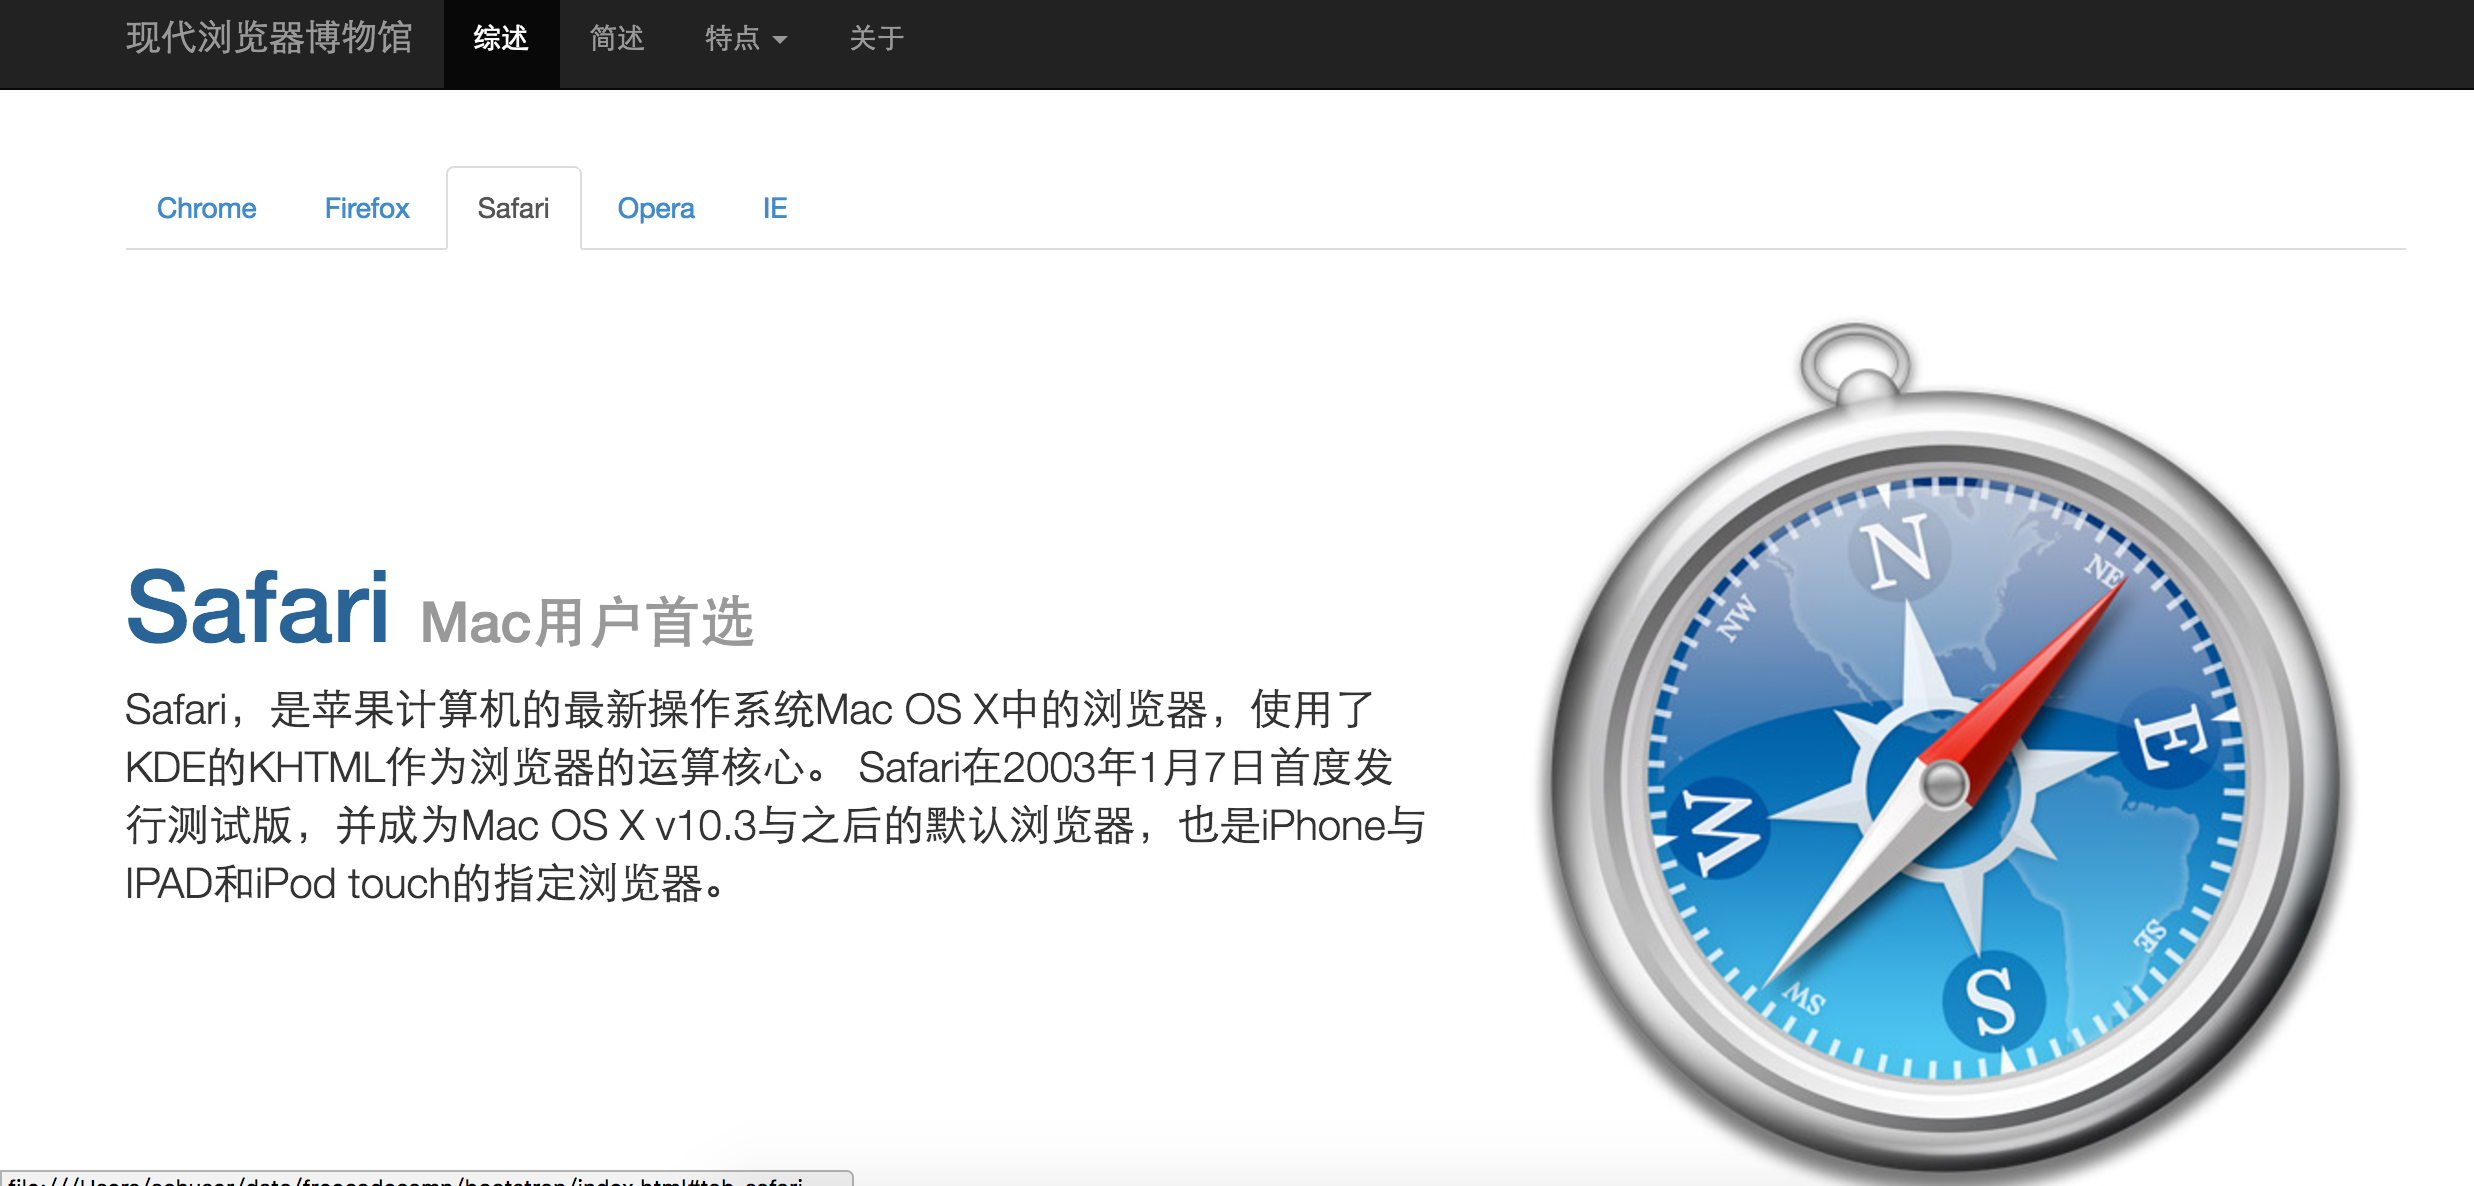 现代浏览器博物馆 综述 简述 特点 关于
Chrome Firefox Safari Opera IE
Safari Mac用户首选
Safari，是苹果计算机的最新操作系统Mac OS X中的浏览器，使用了
KDE的KHTML作为浏览器的运算核心。 Safari在2003年1月7日首度发
行测试版，并成为Mac OS X v10.3与之后的默认浏览器，也是iPhone与
IPAD和iPod touch的指定浏览器。
N
NE
NW
E
W
SE
SW
S